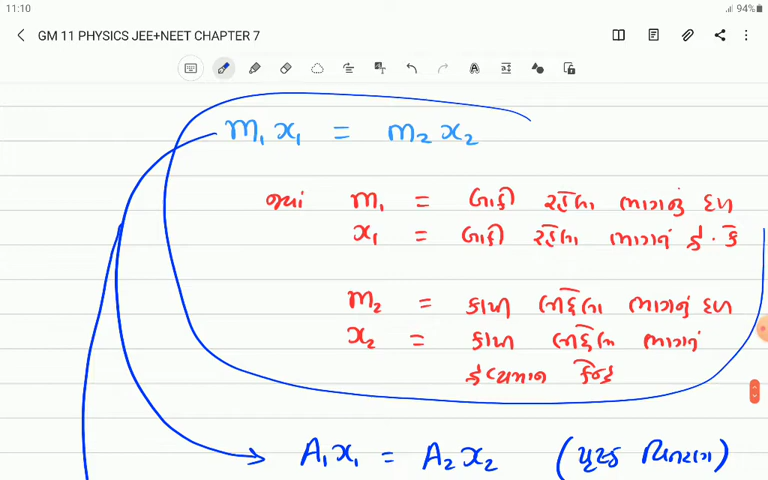 11:10 94%
GM 11 PHYSICS JEE+NEET CHAPTER 7
m₁x₁ = m₂x₂
જ્યાં m₁ = બાકી રહેલા ભાગનું દળ
x₁ = બાકી રહેલા ભાગનું
m₂ = કાપી લીધેલા ભાગનું દળ
x₂ = કાપી લીધેલ ભાગનું
દ્રવ્યમાન કેન્દ્ર
A₁x₁ = A₂x₂ (પૃષ્ઠ વિતરણ)